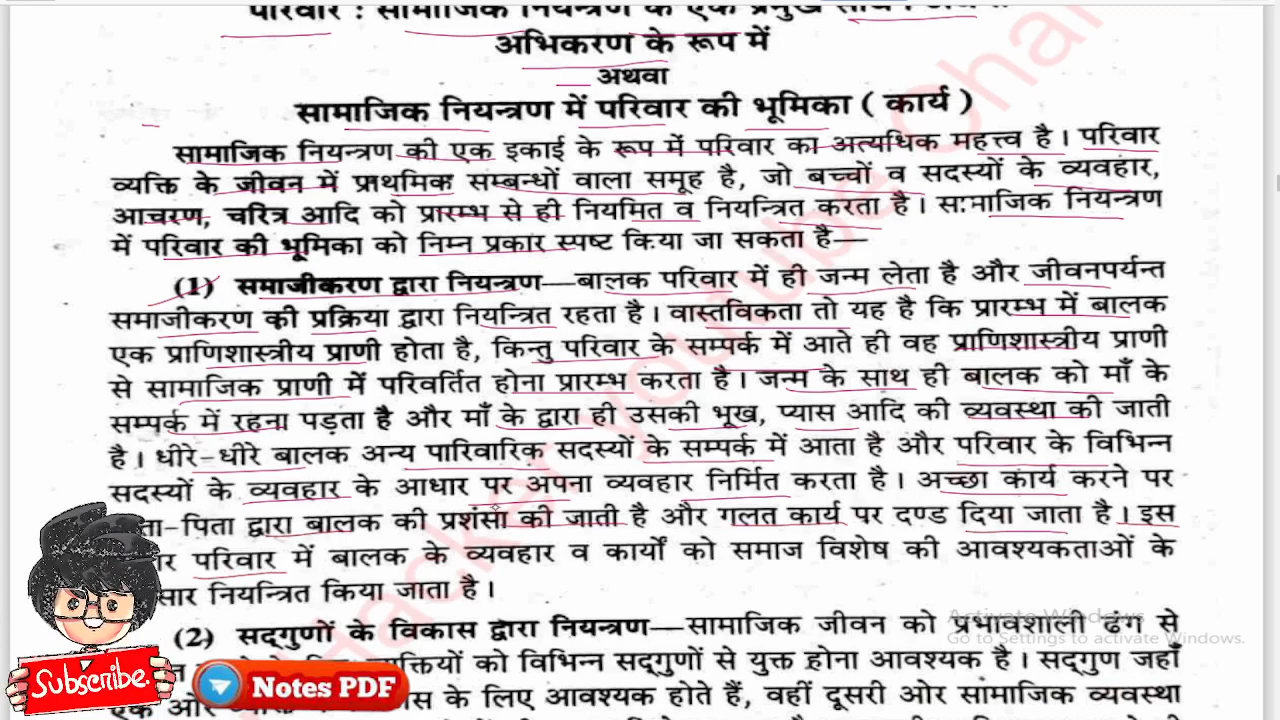 परिवार : सामाजिक नियन्त्रण के एक प्रमुख साधन
अभिकरण के रूप में
अथवा
सामाजिक नियन्त्रण में परिवार की भूमिका ( कार्य )
सामाजिक नियन्त्रण की एक इकाई के रूप में परिवार का अत्यधिक महत्त्व है। परिवार
व्यक्ति के जीवन में प्राथमिक सम्बन्धों वाला समूह है, जो बच्चों व सदस्यों के व्यवहार,
आचरण, चरित्र आदि को प्रारम्भ से ही नियमित व नियन्त्रित करता है। सामाजिक नियन्त्रण
में परिवार की भूमिका को निम्न प्रकार स्पष्ट किया जा सकता है—
(1) समाजीकरण द्वारा नियन्त्रण—बालक परिवार में ही जन्म लेता है और जीवनपर्यन्त
समाजीकरण की प्रक्रिया द्वारा नियन्त्रित रहता है। वास्तविकता तो यह है कि प्रारम्भ में बालक
एक प्राणिशास्त्रीय प्राणी होता है, किन्तु परिवार के सम्पर्क में आते ही वह प्राणिशास्त्रीय प्राणी
से सामाजिक प्राणी में परिवर्तित होना प्रारम्भ करता है। जन्म के साथ ही बालक को माँ के
सम्पर्क में रहना पड़ता है और माँ के द्वारा ही उसकी भूख, प्यास आदि की व्यवस्था की जाती
है। धीरे-धीरे बालक अन्य पारिवारिक सदस्यों के सम्पर्क में आता है और परिवार के विभिन्न
सदस्यों के व्यवहार के आधार पर अपना व्यवहार निर्मित करता है। अच्छा कार्य करने पर
-पिता द्वारा बालक की प्रशंसा की जाती है और गलत कार्य पर दण्ड दिया जाता है। इस
परिवार में बालक के व्यवहार व कार्यों को समाज विशेष की आवश्यकताओं के
सार नियन्त्रित किया जाता है।
(2) सद्गुणों के विकास द्वारा नियन्त्रण—सामाजिक जीवन को प्रभावशाली ढंग से
व्यक्तियों को विभिन्न सद्गुणों से युक्त होना आवश्यक है। सद्गुण जहाँ
एक ओर के लिए आवश्यक होते हैं, वहीं दूसरी ओर सामाजिक व्यवस्था
Subscribe.
Notes PDF
Activate Windows
Go to Settings to activate Windows.